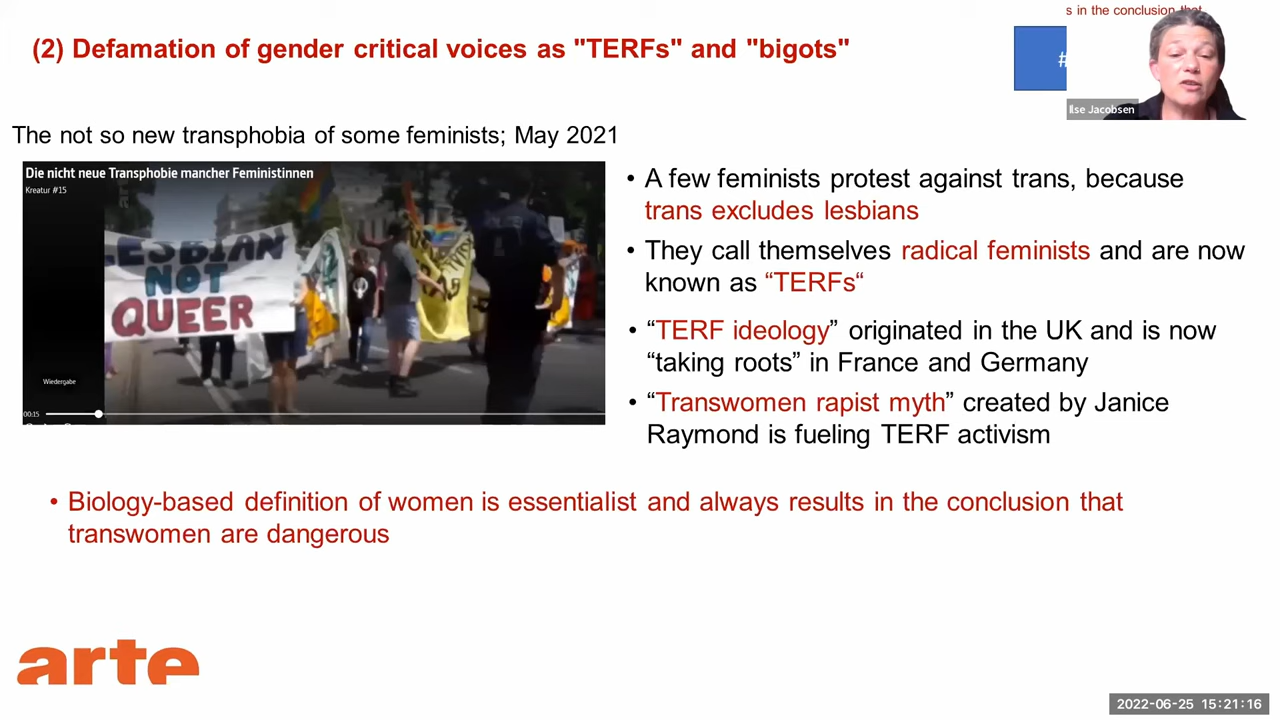 s in the conclusion that
(2) Defamation of gender critical voices as "TERFs" and "bigots"
#
Ilse Jacobsen
The not so new transphobia of some feminists; May 2021
Die nicht neue Transphobie mancher Feministinnen
Kreatur #15
LESBIAN
NOT
QUEER
Wiedergabe
00:15
• A few feminists protest against trans, because
trans excludes lesbians
• They call themselves radical feminists and are now
known as “TERFs“
• “TERF ideology” originated in the UK and is now
“taking roots” in France and Germany
• “Transwomen rapist myth” created by Janice
Raymond is fueling TERF activism
• Biology-based definition of women is essentialist and always results in the conclusion that
transwomen are dangerous
arte
2022-06-25 15:21:16